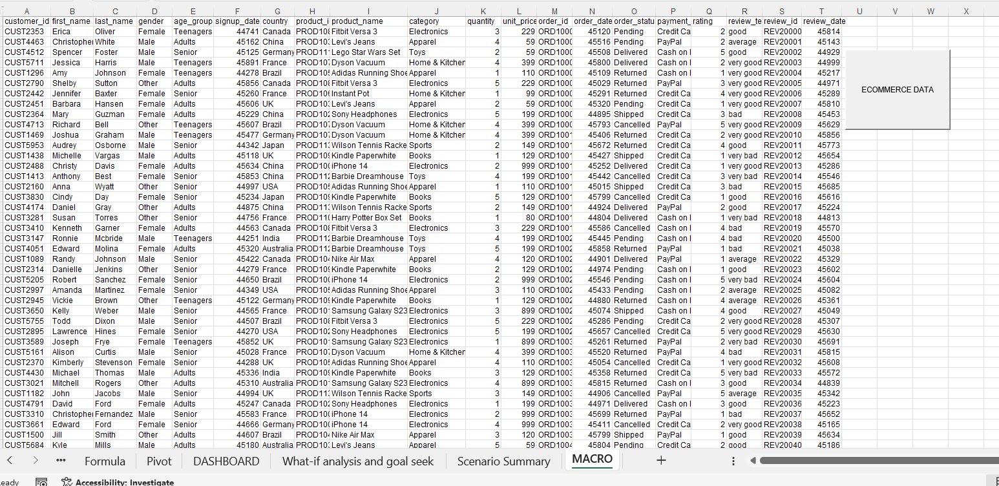 A B C D E F G H I J K L M N O P Q R S T U V W X
customer_id first_name last_name gender age_group signup_date country product_i product_name category quantity unit_price order_id order_date order_statu payment_ rating review_te review_id review_date
CUST2353 Erica Oliver Female Teenagers 44741 Canada PROD108 Fitbit Versa 3 Electronics 3 229 ORD1000 45120 Pending Credit Ca 2 good REV20000 45814
CUST4463 Christopher White Male Adults 45162 China PROD103 Levi's Jeans Apparel 4 59 ORD1000 45516 Pending PayPal 2 average REV20001 45143
CUST4512 Spencer Foster Male Senior 45125 Germany PROD111 Lego Star Wars Set Toys 2 59 ORD1000 45508 Delivered Cash on 5 good REV20002 44929
CUST5711 Jessica Harris Male Teenagers 45891 France PROD107 Dyson Vacuum Home & Kitchen 4 399 ORD1000 45800 Delivered Cash on 2 very good REV20003 44999
CUST1296 Amy Johnson Female Teenagers 44278 Brazil PROD105 Adidas Running Shoe Apparel 1 110 ORD1000 45109 Returned Cash on 1 very good REV20004 45217
CUST2790 Shelby Sutton Other Adults 45856 Canada PROD108 Fitbit Versa 3 Electronics 5 229 ORD1000 45029 Returned PayPal 3 very good REV20005 44971
ECOMMERCE DATA
CUST2442 Jennifer Baxter Female Senior 45260 France PROD106 Instant Pot Home & Kitchen 1 99 ORD1000 45291 Returned Credit Ca 4 very good REV20006 45289
CUST2451 Barbara Hansen Female Adults 45606 UK PROD103 Levi's Jeans Apparel 2 59 ORD1000 45320 Pending Cash on 1 very good REV20007 45810
CUST2364 Mary Guzman Female Adults 45229 China PROD102 Sony Headphones Electronics 5 199 ORD1000 44895 Shipped Credit Ca 3 bad REV20008 45453
CUST4713 Richard Bell Other Teenagers 45607 Brazil PROD107 Dyson Vacuum Home & Kitchen 4 399 ORD1000 45793 Cancelled PayPal 5 very good REV20009 45629
CUST1469 Joshua Graham Male Teenagers 45477 Germany PROD107 Dyson Vacuum Home & Kitchen 4 399 ORD1001 45406 Returned Credit Ca 2 very good REV20010 45856
CUST5953 Audrey Osborne Male Senior 44342 Japan PROD113 Wilson Tennis Racke Sports 2 149 ORD1001 45672 Returned Credit Ca 4 good REV20011 45773
CUST1438 Michelle Vargas Male Adults 45118 UK PROD109 Kindle Paperwhite Books 1 129 ORD1001 45427 Shipped Credit Ca 1 very bad REV20012 45654
CUST2488 Christy Davis Female Adults 45634 China PROD100 iPhone 14 Electronics 2 999 ORD1001 45252 Delivered Credit Ca 1 very good REV20013 45286
CUST1413 Anthony Best Female Senior 45853 China PROD112 Barbie Dreamhouse Toys 4 199 ORD1001 45442 Cancelled Credit Ca 3 very bad REV20014 45546
CUST2160 Anna Wyatt Other Senior 44997 USA PROD105 Adidas Running Shoe Apparel 1 110 ORD1001 45015 Shipped Credit Ca 3 bad REV20015 45685
CUST3830 Cindy Day Female Senior 45234 Japan PROD109 Kindle Paperwhite Books 5 129 ORD1001 45799 Cancelled Credit Ca 1 good REV20016 45616
CUST4174 Daniel Gray Other Adults 44875 China PROD113 Wilson Tennis Racke Sports 2 149 ORD1001 44924 Delivered PayPal 2 good REV20017 45224
CUST3281 Susan Torres Other Senior 44756 France PROD110 Harry Potter Box Set Books 1 80 ORD1001 44804 Delivered Cash on 1 very bad REV20018 44813
CUST3410 Kenneth Garner Female Adults 44563 Canada PROD108 Fitbit Versa 3 Electronics 3 229 ORD1001 45586 Cancelled Cash on 4 bad REV20019 45570
CUST3147 Ronnie Mcbride Male Teenagers 44251 India PROD112 Barbie Dreamhouse Toys 4 199 ORD1002 45445 Pending Cash on 4 bad REV20020 45500
CUST4051 Edward Molina Female Adults 45320 Australia PROD112 Barbie Dreamhouse Toys 5 199 ORD1002 45858 Returned PayPal 1 bad REV20021 45038
CUST1089 Randy Johnson Male Senior 45422 Canada PROD104 Nike Air Max Apparel 4 120 ORD1002 44901 Delivered PayPal 1 average REV20022 45329
CUST2314 Danielle Jenkins Other Senior 44279 France PROD109 Kindle Paperwhite Books 2 129 ORD1002 44974 Pending Cash on 1 good REV20023 45602
CUST5205 Robert Sanchez Female Senior 44650 Brazil PROD100 iPhone 14 Electronics 2 999 ORD1002 45546 Pending Cash on 5 very bad REV20024 45604
CUST2997 Amanda Martinez Female Senior 44349 USA PROD105 Adidas Running Shoe Apparel 3 110 ORD1002 45433 Pending Cash on 2 average REV20025 45082
CUST2945 Vickie Brown Other Teenagers 45122 Germany PROD109 Kindle Paperwhite Books 1 129 ORD1002 44880 Returned Cash on 4 average REV20026 45361
CUST3650 Kelly Weber Male Senior 44565 France PROD101 Samsung Galaxy S23 Electronics 3 899 ORD1002 45074 Shipped Cash on 4 good REV20027 45049
CUST5755 Todd Dixon Male Senior 44507 Brazil PROD108 Fitbit Versa 3 Electronics 5 229 ORD1002 45286 Pending Credit Ca 2 very good REV20028 45307
CUST2895 Lawrence Hines Female Senior 44270 USA PROD102 Sony Headphones Electronics 5 199 ORD1002 45657 Cancelled Credit Ca 5 very good REV20029 45630
CUST3589 Joseph Frye Female Teenagers 45852 UK PROD101 Samsung Galaxy S23 Electronics 1 899 ORD1003 45261 Returned PayPal 2 very bad REV20030 45691
CUST5161 Alison Curtis Male Senior 45028 France PROD107 Dyson Vacuum Home & Kitchen 4 399 ORD1003 45520 Returned PayPal 4 bad REV20031 45815
CUST2370 Kimberly Stevenson Female Senior 44288 UK PROD105 Adidas Running Shoe Apparel 4 110 ORD1003 45054 Cancelled Credit Ca 1 very good REV20032 45608
CUST4430 Michael Thomas Male Adults 45336 India PROD109 Kindle Paperwhite Books 3 129 ORD1003 45358 Returned Credit Ca 5 very bad REV20033 45572
CUST3021 Mitchell Rogers Other Adults 45310 Australia PROD101 Samsung Galaxy S23 Electronics 4 899 ORD1003 45815 Returned Cash on 3 good REV20034 44839
CUST1182 John Jacobs Male Senior 44994 UK PROD113 Wilson Tennis Racke Sports 3 149 ORD1003 44906 Cancelled PayPal 5 average REV20035 45342
CUST4791 David Ford Female Adults 45247 Canada PROD102 Sony Headphones Electronics 1 199 ORD1003 44971 Delivered Credit Ca 3 good REV20036 45223
CUST3310 Christopher Fernandez Male Senior 45583 France PROD100 iPhone 14 Electronics 2 999 ORD1003 45699 Returned PayPal 1 bad REV20037 45652
CUST3661 Edward Ford Female Senior 44666 Germany PROD100 iPhone 14 Electronics 4 999 ORD1003 45411 Cancelled Credit Ca 2 very good REV20038 45165
CUST1500 Jill Smith Other Adults 44607 Brazil PROD104 Nike Air Max Apparel 3 120 ORD1003 45799 Shipped PayPal 1 good REV20039 45634
CUST5684 Kyle Mills Male Adults 45180 Australia PROD103 Levi's Jeans Apparel 5 59 ORD1004 45804 Pending Credit Ca 2 good REV20040 45186
Formula Pivot DASHBOARD What-if analysis and goal seek Scenario Summary MACRO
eady Accessibility: Investigate